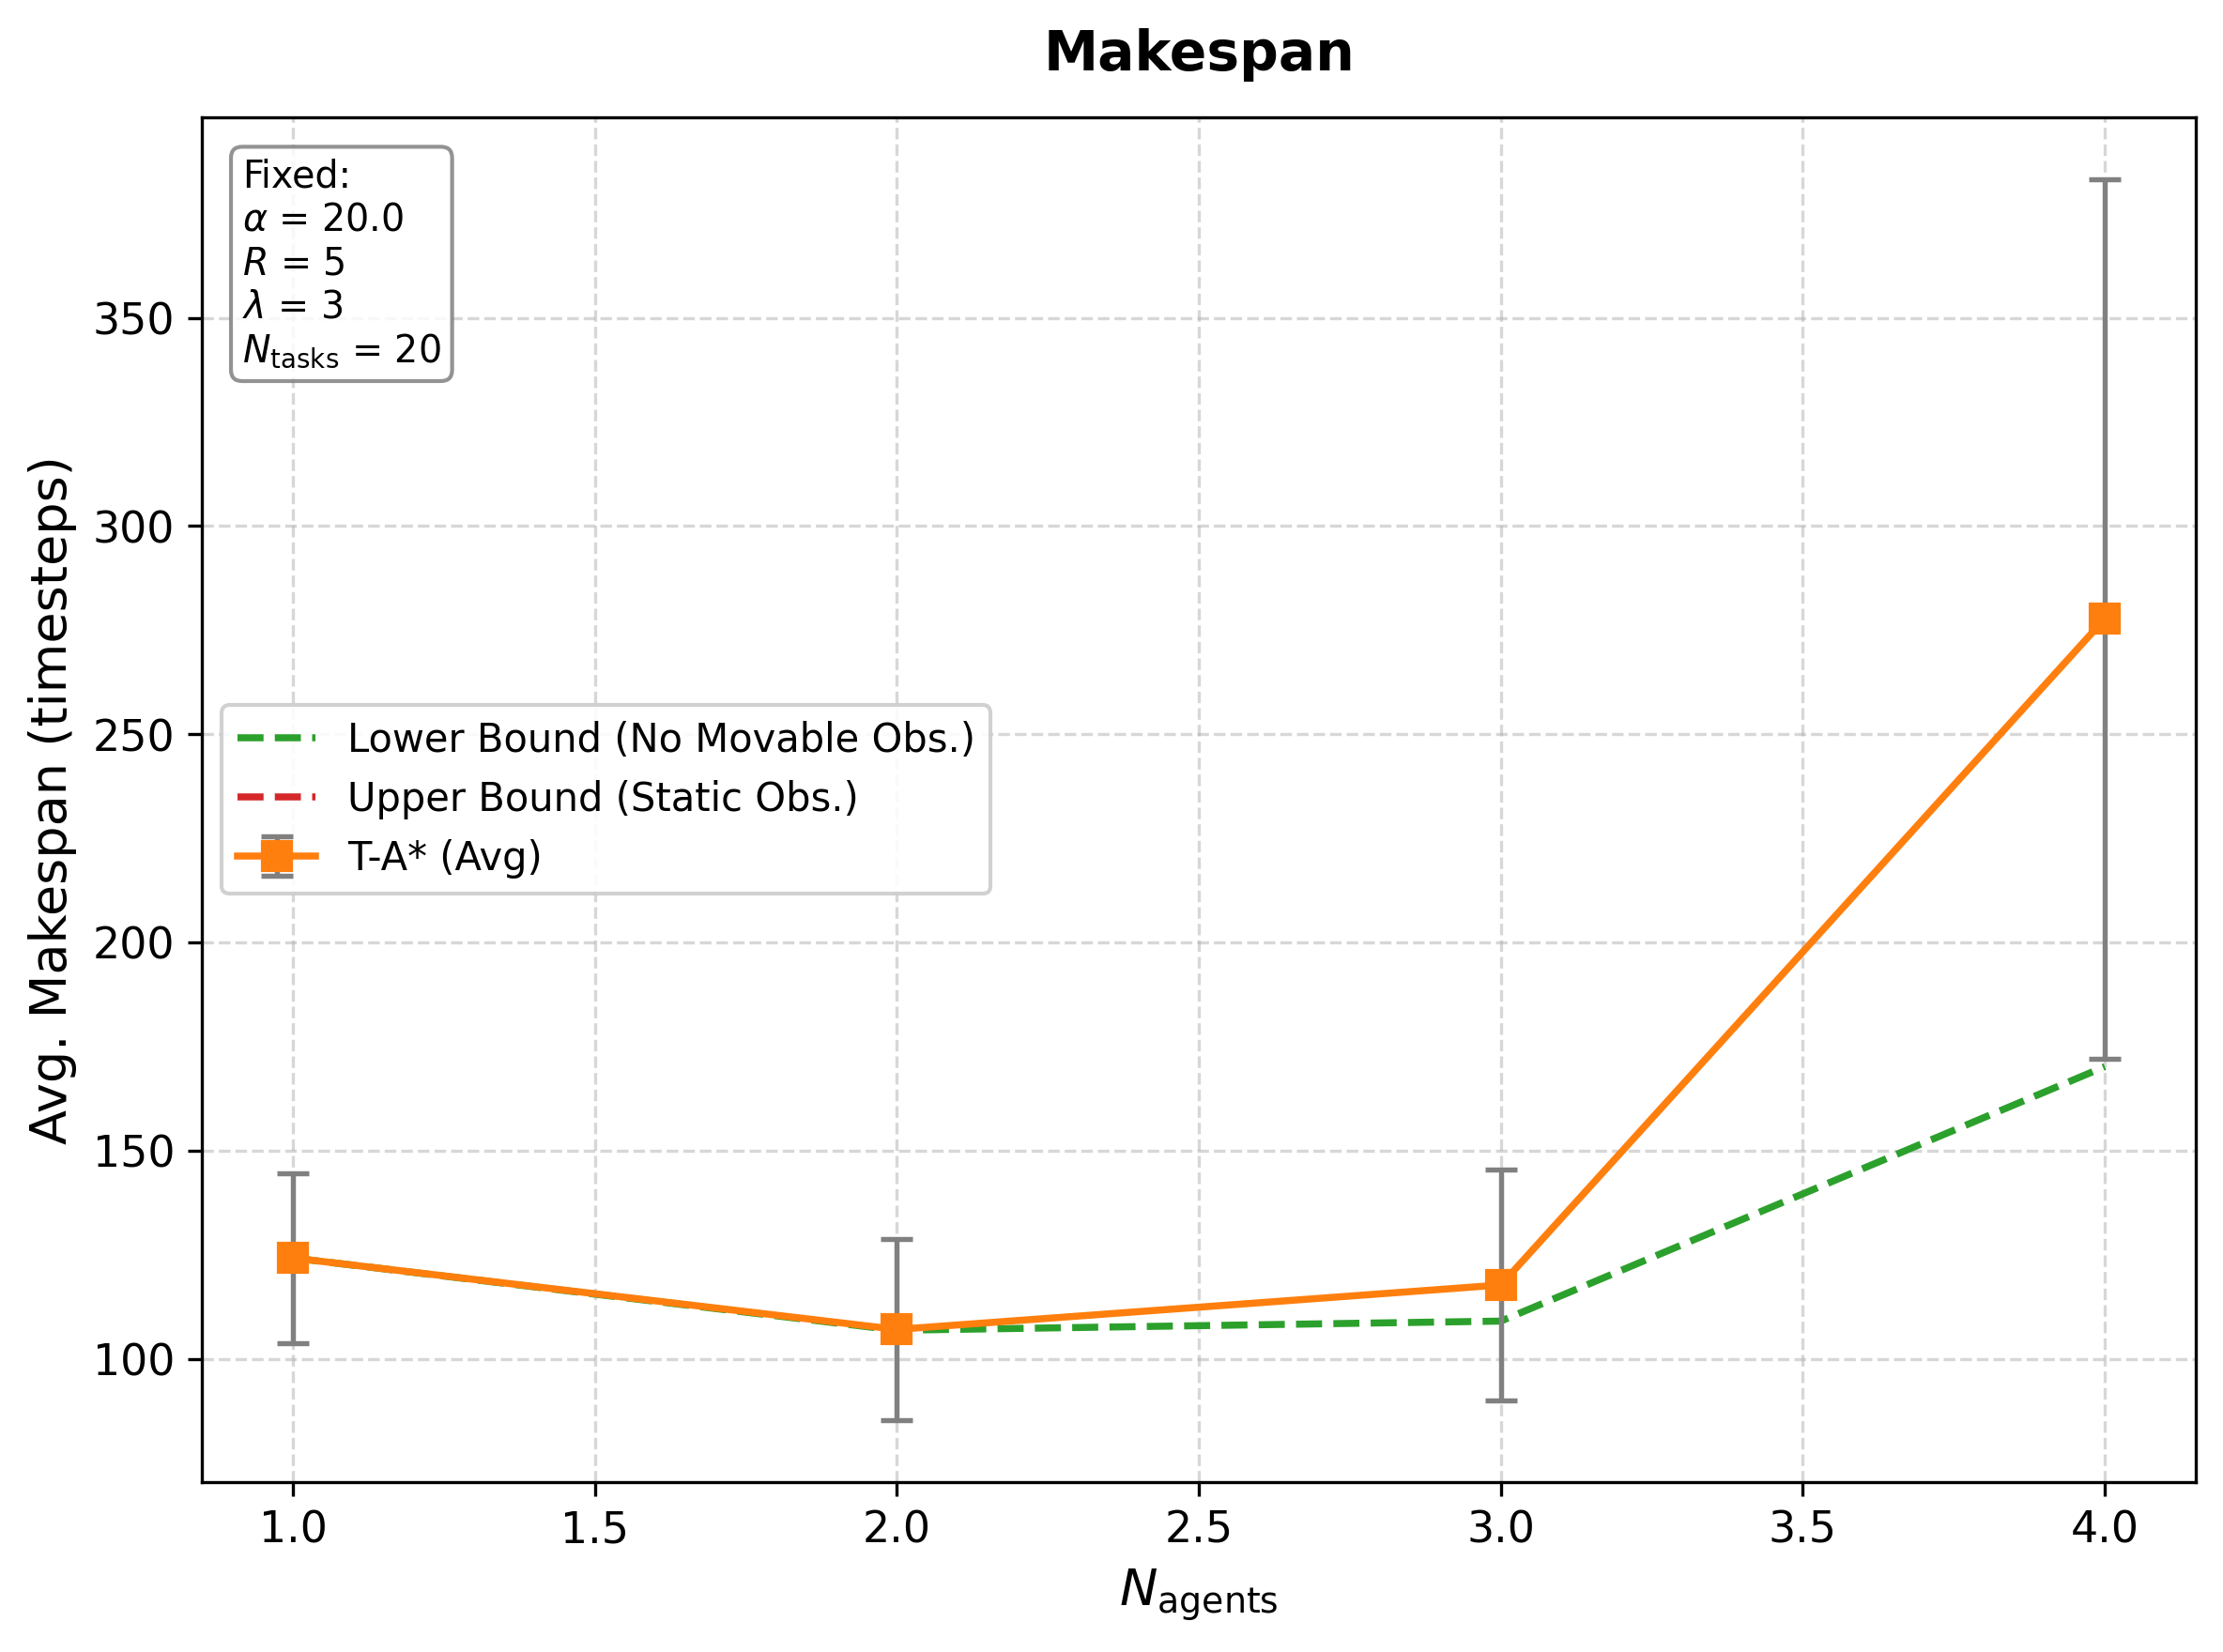 Makespan
Fixed:
α = 20.0
R = 5
λ = 3
N_tasks = 20
350
300
250
200
150
100
Avg. Makespan (timesteps)
Lower Bound (No Movable Obs.)
Upper Bound (Static Obs.)
T-A* (Avg)
1.0 1.5 2.0 2.5 3.0 3.5 4.0
N_agents